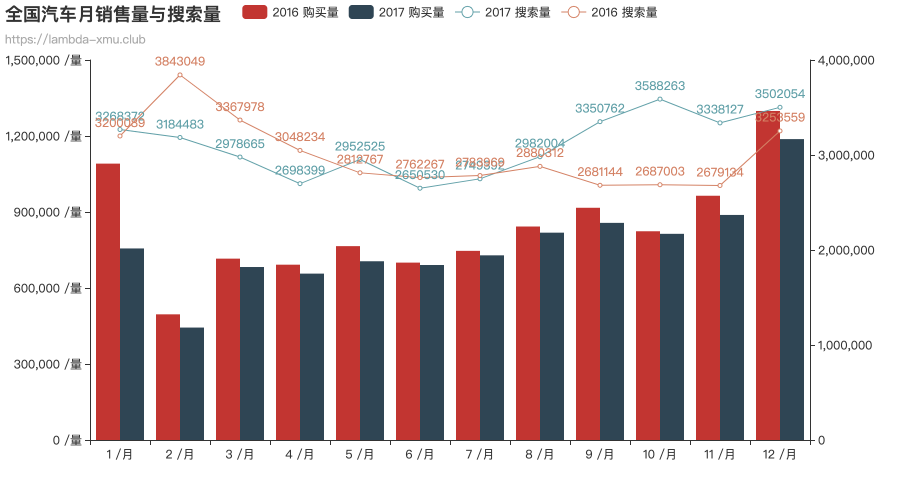 全国汽车月销售量与搜索量
2016 购买量 2017 购买量 2017 搜索量 2016 搜索量
https://lambda-xmu.club
1,500,000 /量
1,200,000 /量
900,000 /量
600,000 /量
300,000 /量
0 /量
4,000,000
3,000,000
2,000,000
1,000,000
0
3268372
3184483
2978665
2698399
2952525
2650530
2982004
3350762
3588263
3338127
3502054
3200089
3843049
3367978
3048234
2762267
2880312
2681144
2687003
2679134
3253559
1 /月 2 /月 3 /月 4 /月 5 /月 6 /月 7 /月 8 /月 9 /月 10 /月 11 /月 12 /月